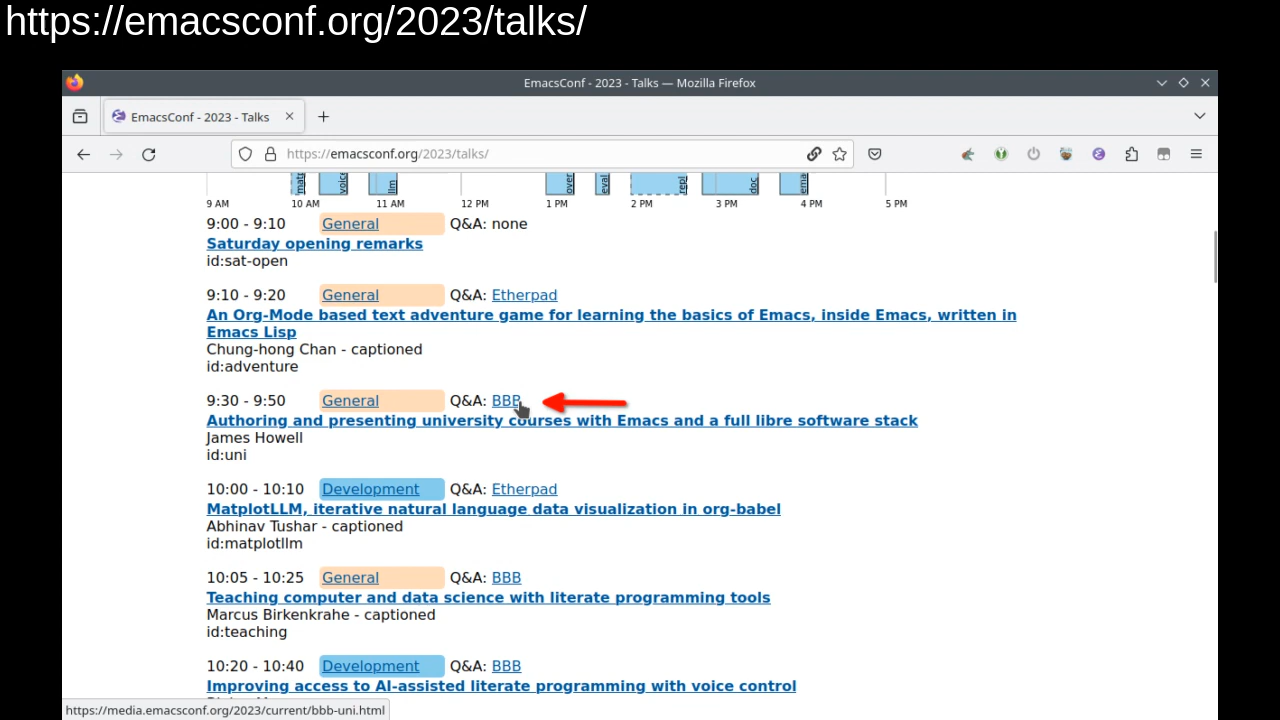 https://emacsconf.org/2023/talks/
EmacsConf - 2023 - Talks — Mozilla Firefox
EmacsConf - 2023 - Talks
https://emacsconf.org/2023/talks/
voice
llm
over
eval
repl
doc
ema
9 AM 10 AM 11 AM 12 PM 1 PM 2 PM 3 PM 4 PM 5 PM
9:00 - 9:10 General Q&A: none
Saturday opening remarks
id:sat-open
9:10 - 9:20 General Q&A: Etherpad
An Org-Mode based text adventure game for learning the basics of Emacs, inside Emacs, written in
Emacs Lisp
Chung-hong Chan - captioned
id:adventure
9:30 - 9:50 General Q&A: BBB
Authoring and presenting university courses with Emacs and a full libre software stack
James Howell
id:uni
10:00 - 10:10 Development Q&A: Etherpad
MatplotLLM, iterative natural language data visualization in org-babel
Abhinav Tushar - captioned
id:matplotllm
10:05 - 10:25 General Q&A: BBB
Teaching computer and data science with literate programming tools
Marcus Birkenkrahe - captioned
id:teaching
10:20 - 10:40 Development Q&A: BBB
Improving access to AI-assisted literate programming with voice control
https://media.emacsconf.org/2023/current/bbb-uni.html